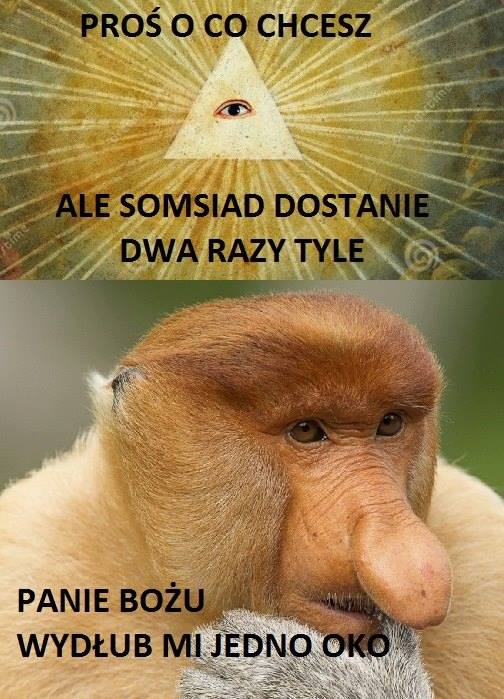 PROŚ O CO CHCESZ
ALE SOMSIAD DOSTANIE
DWA RAZY TYLE
PANIE BOŻU
WYDŁUB MI JEDNO OKO